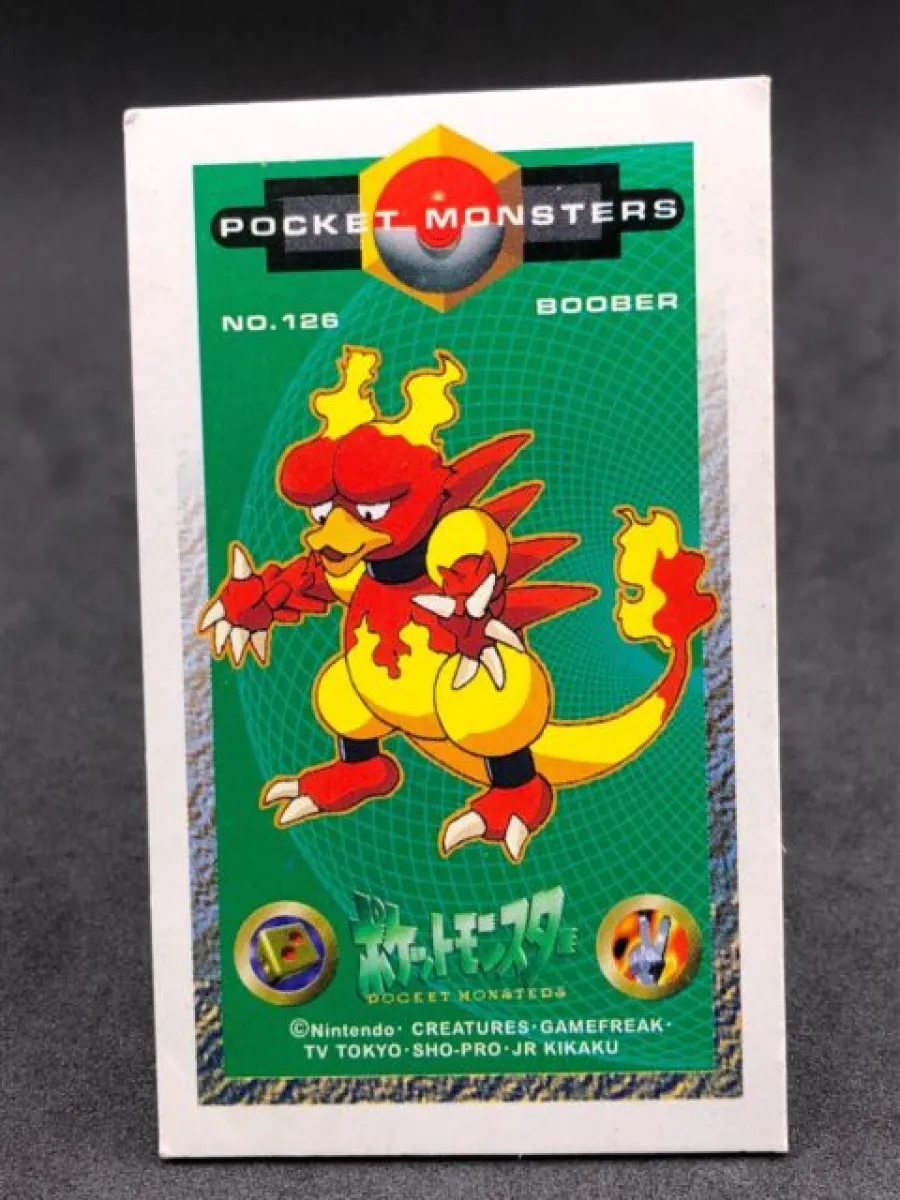 POCKET MONSTERS
NO.126
BOOBER
ポケットモンスター
POCKET MONSTERS
©Nintendo・CREATURES・GAMEFREAK・
TV TOKYO・SHO-PRO・JR KIKAKU